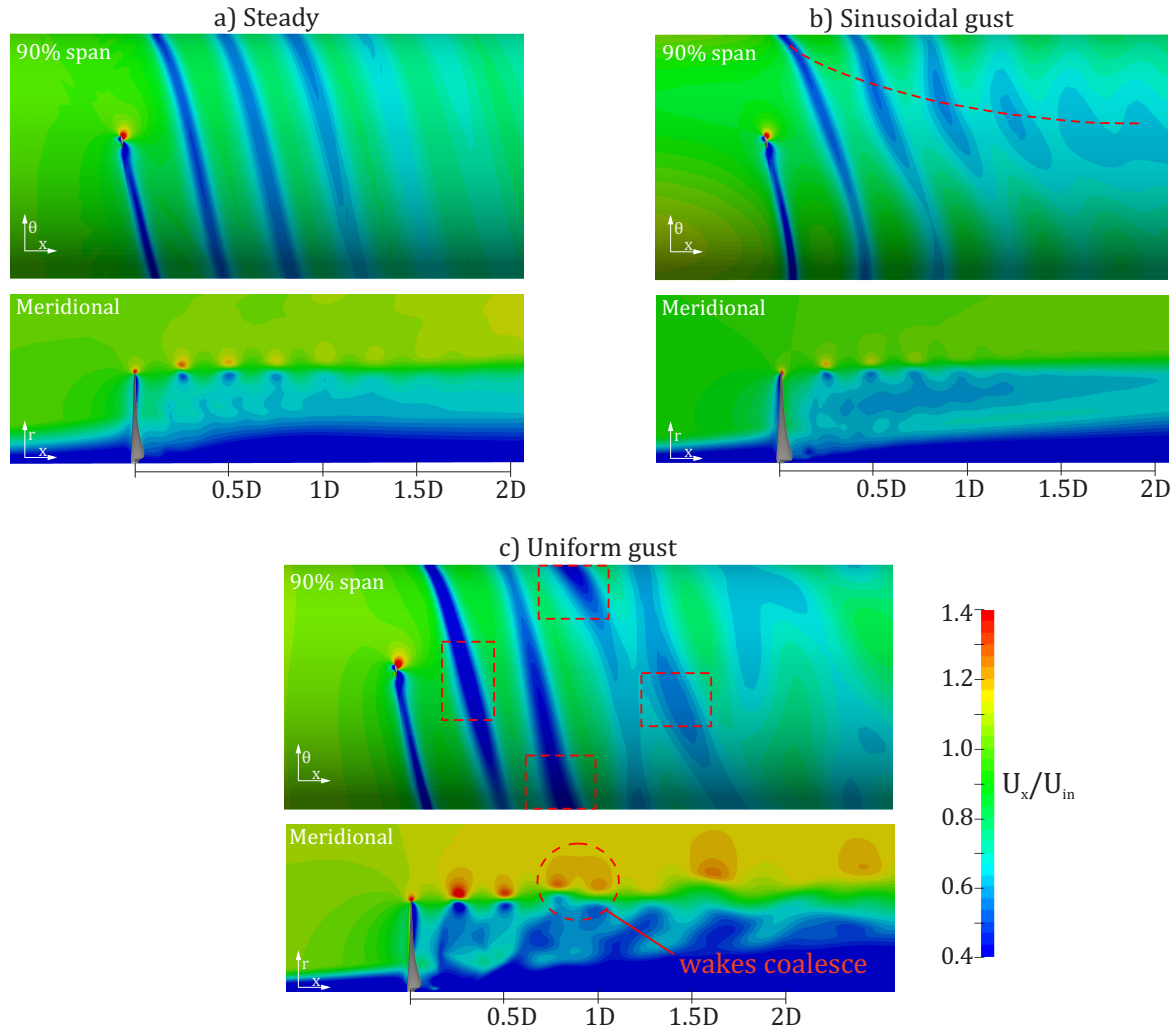 a) Steady
90% span
θ
x
Meridional
r
x
0.5D 1D 1.5D 2D
b) Sinusoidal gust
90% span
θ
x
Meridional
r
x
0.5D 1D 1.5D 2D
c) Uniform gust
90% span
θ
x
Meridional
r
x
wakes coalesce
0.5D 1D 1.5D 2D
1.4
1.2
1.0
0.8
0.6
0.4
Uₓ/Uᵢₙ